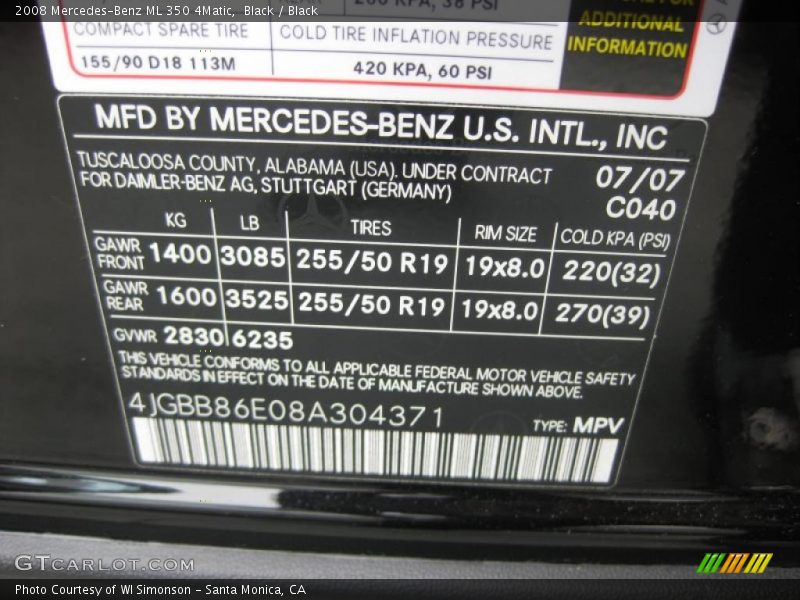 2008 Mercedes-Benz ML 350 4Matic,  Black / Black
ADDITIONAL
INFORMATION
COMPACT SPARE TIRE
COLD TIRE INFLATION PRESSURE
155/90 D18 113M
420 KPA, 60 PSI
MFD BY MERCEDES-BENZ U.S. INTL., INC
TUSCALOOSA COUNTY, ALABAMA (USA). UNDER CONTRACT
FOR DAIMLER-BENZ AG, STUTTGART (GERMANY)
07/07
C040
KG LB TIRES RIM SIZE COLD KPA (PSI)
GAWR FRONT 1400 3085 255/50 R19 19x8.0 220(32)
GAWR REAR 1600 3525 255/50 R19 19x8.0 270(39)
GVWR 2830 6235
THIS VEHICLE CONFORMS TO ALL APPLICABLE FEDERAL MOTOR VEHICLE SAFETY
STANDARDS IN EFFECT ON THE DATE OF MANUFACTURE SHOWN ABOVE.
4JGBB86E08A304371
TYPE: MPV
GTCARLOT.COM
Photo Courtesy of WI Simonson - Santa Monica, CA